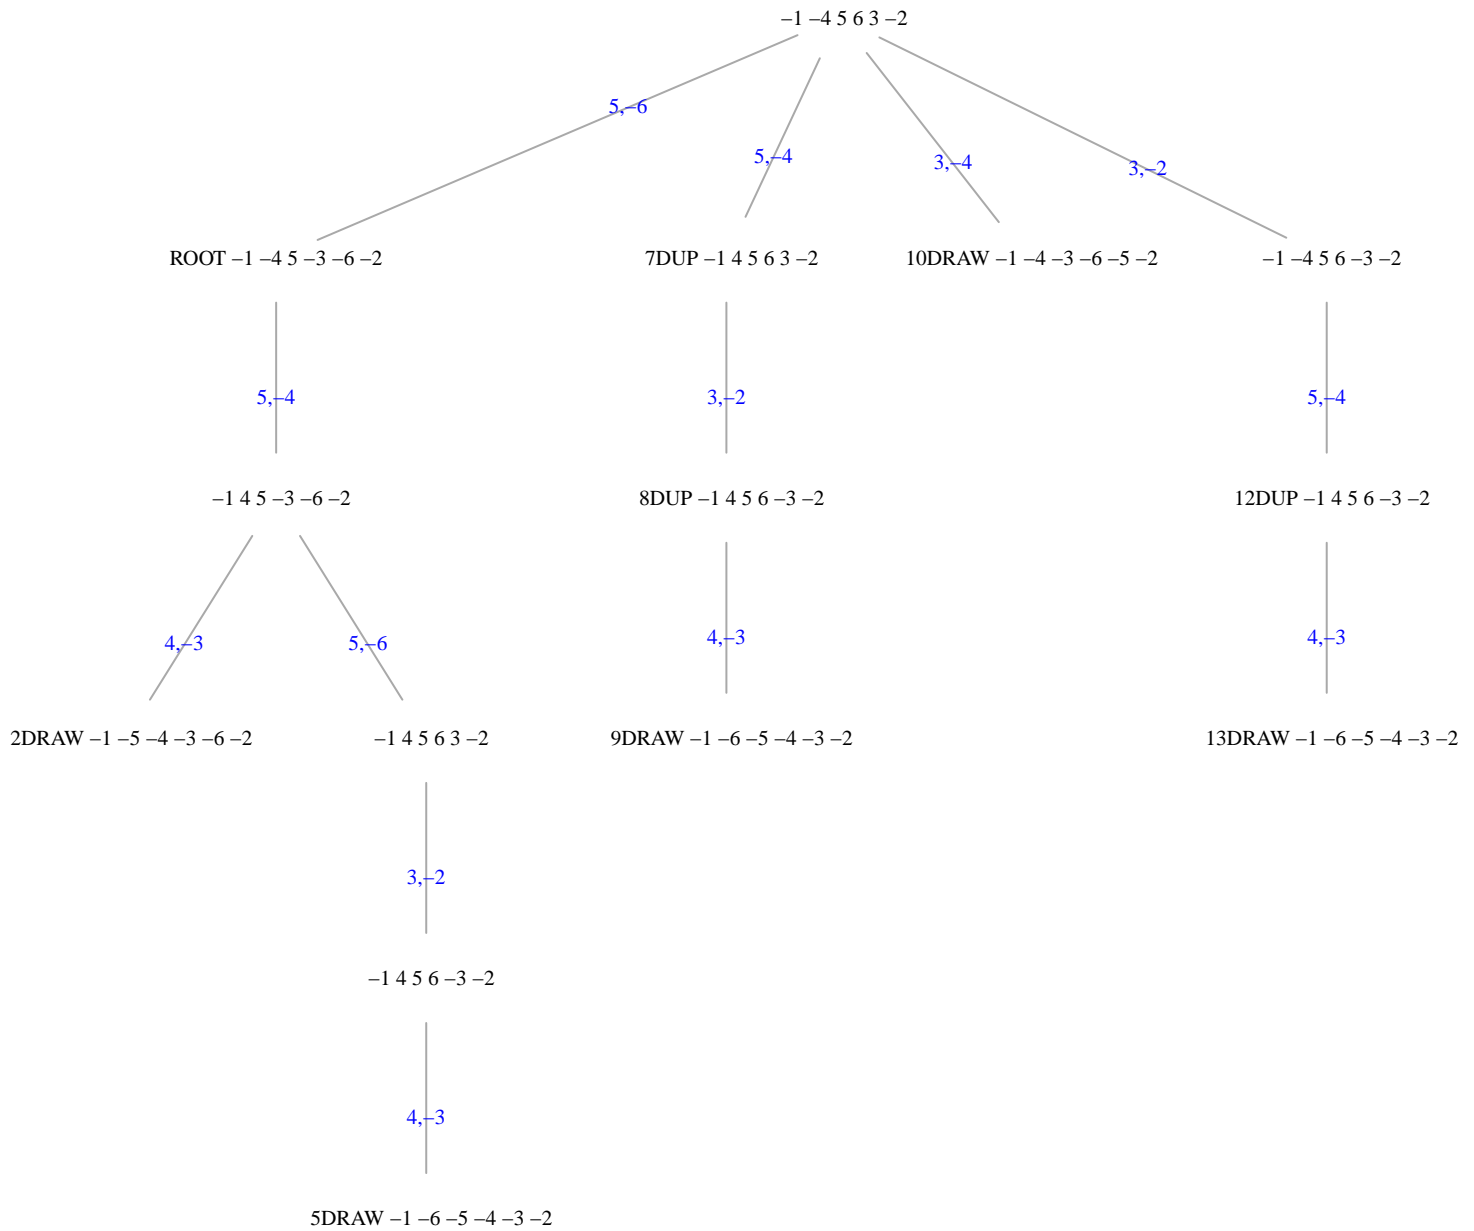 –1 –4 5 6 3 –2
5,–6
5,–4
3,–4
3,–2
ROOT –1 –4 5 –3 –6 –2
7DUP –1 4 5 6 3 –2
10DRAW –1 –4 –3 –6 –5 –2
–1 –4 5 6 –3 –2
5,–4
3,–2
5,–4
–1 4 5 –3 –6 –2
8DUP –1 4 5 6 –3 –2
12DUP –1 4 5 6 –3 –2
4,–3
5,–6
4,–3
4,–3
2DRAW –1 –5 –4 –3 –6 –2
–1 4 5 6 3 –2
9DRAW –1 –6 –5 –4 –3 –2
13DRAW –1 –6 –5 –4 –3 –2
3,–2
–1 4 5 6 –3 –2
4,–3
5DRAW –1 –6 –5 –4 –3 –2